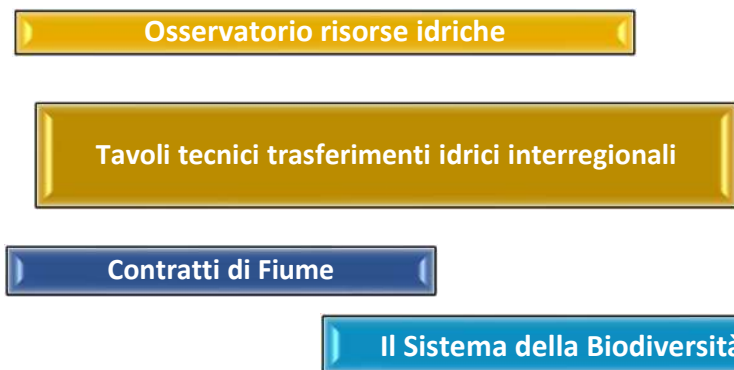 Osservatorio risorse idriche
Tavoli tecnici trasferimenti idrici interregionali
Contratti di Fiume
Il Sistema della Biodiversità